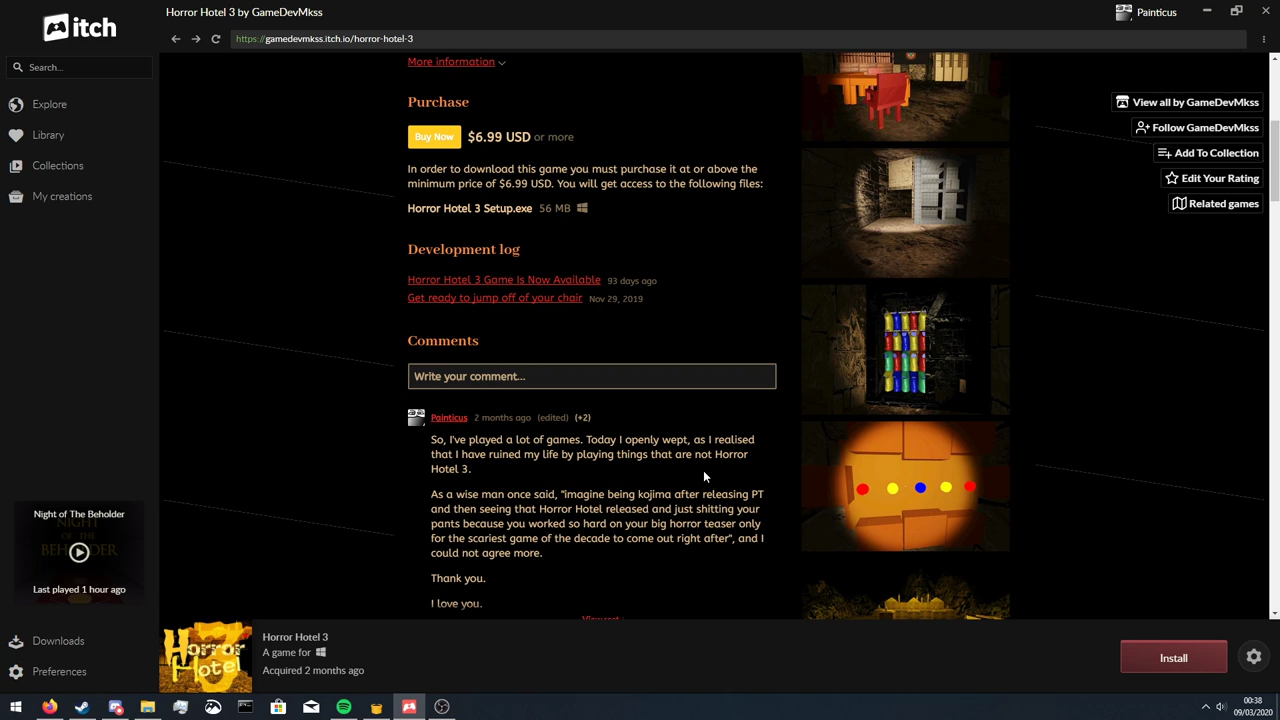 itch
Horror Hotel 3 by GameDevMkss
Painticus
https://gamedevmkss.itch.io/horror-hotel-3
Search...
Explore
Library
Collections
My creations
Night of The Beholder
Last played 1 hour ago
Downloads
Preferences
More information
Purchase
Buy Now $6.99 USD or more
In order to download this game you must purchase it at or above the
minimum price of $6.99 USD. You will get access to the following files:
Horror Hotel 3 Setup.exe 56 MB
Development log
Horror Hotel 3 Game Is Now Available 93 days ago
Get ready to jump off of your chair Nov 29, 2019
Comments
Write your comment...
Painticus 2 months ago (edited) (+2)
So, I've played a lot of games. Today I openly wept, as I realised
that I have ruined my life by playing things that are not Horror
Hotel 3.
As a wise man once said, "imagine being kojima after releasing PT
and then seeing that Horror Hotel released and just shitting your
pants because you worked so hard on your big horror teaser only
for the scariest game of the decade to come out right after", and I
could not agree more.
Thank you.
I love you.
View all by GameDevMkss
Follow GameDevMkss
Add To Collection
Edit Your Rating
Related games
Horror
Hotel
3
Horror Hotel 3
A game for
Acquired 2 months ago
Install
00:38
09/03/2020